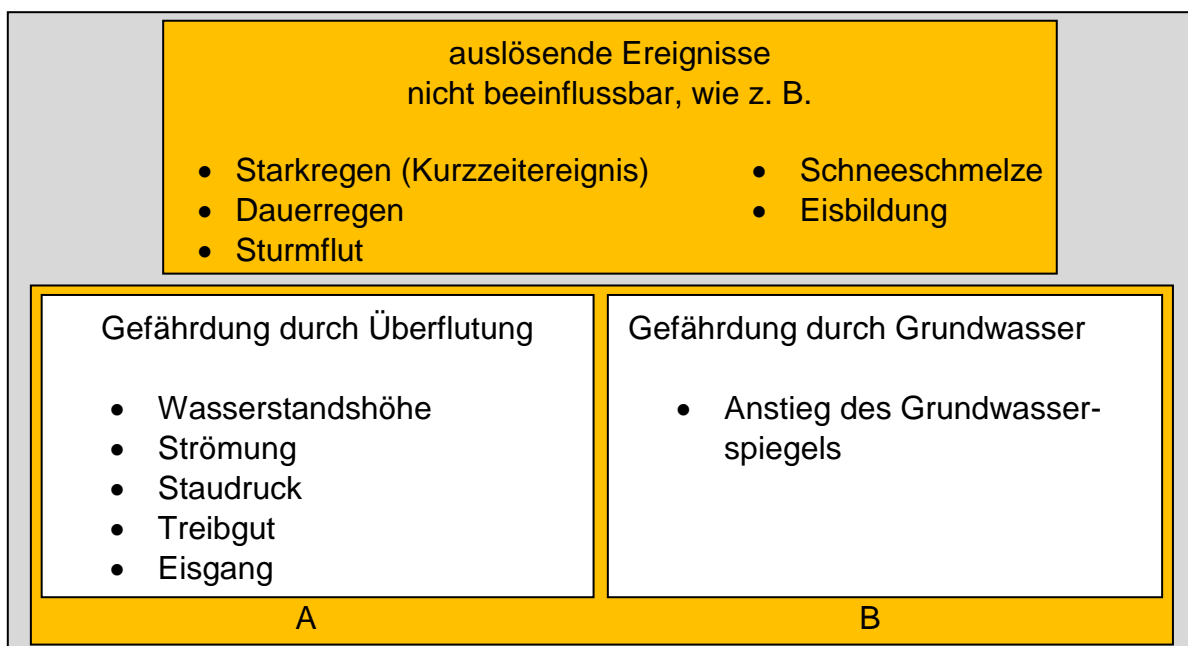 auslösende Ereignisse
nicht beeinflussbar, wie z. B.
• Starkregen (Kurzzeitereignis)
• Dauerregen
• Sturmflut
• Schneeschmelze
• Eisbildung
Gefährdung durch Überflutung
• Wasserstandshöhe
• Strömung
• Staudruck
• Treibgut
• Eisgang
A
Gefährdung durch Grundwasser
• Anstieg des Grundwasser-
spiegels
B